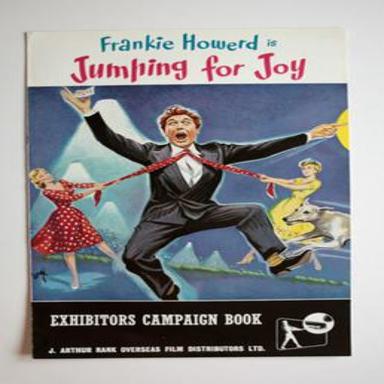 Frankie Howerd is
Jumping for Joy
EXHIBITORS CAMPAIGN BOOK
J. ARTHUR RANK OVERSEAS FILM DISTRIBUTORS LTD.